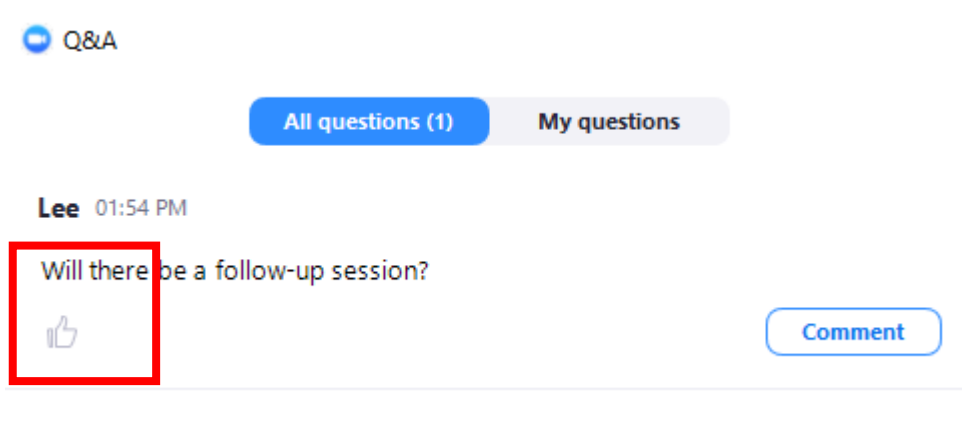 Q&A
All questions (1) My questions
Lee 01:54 PM
Will there be a follow-up session?
Comment